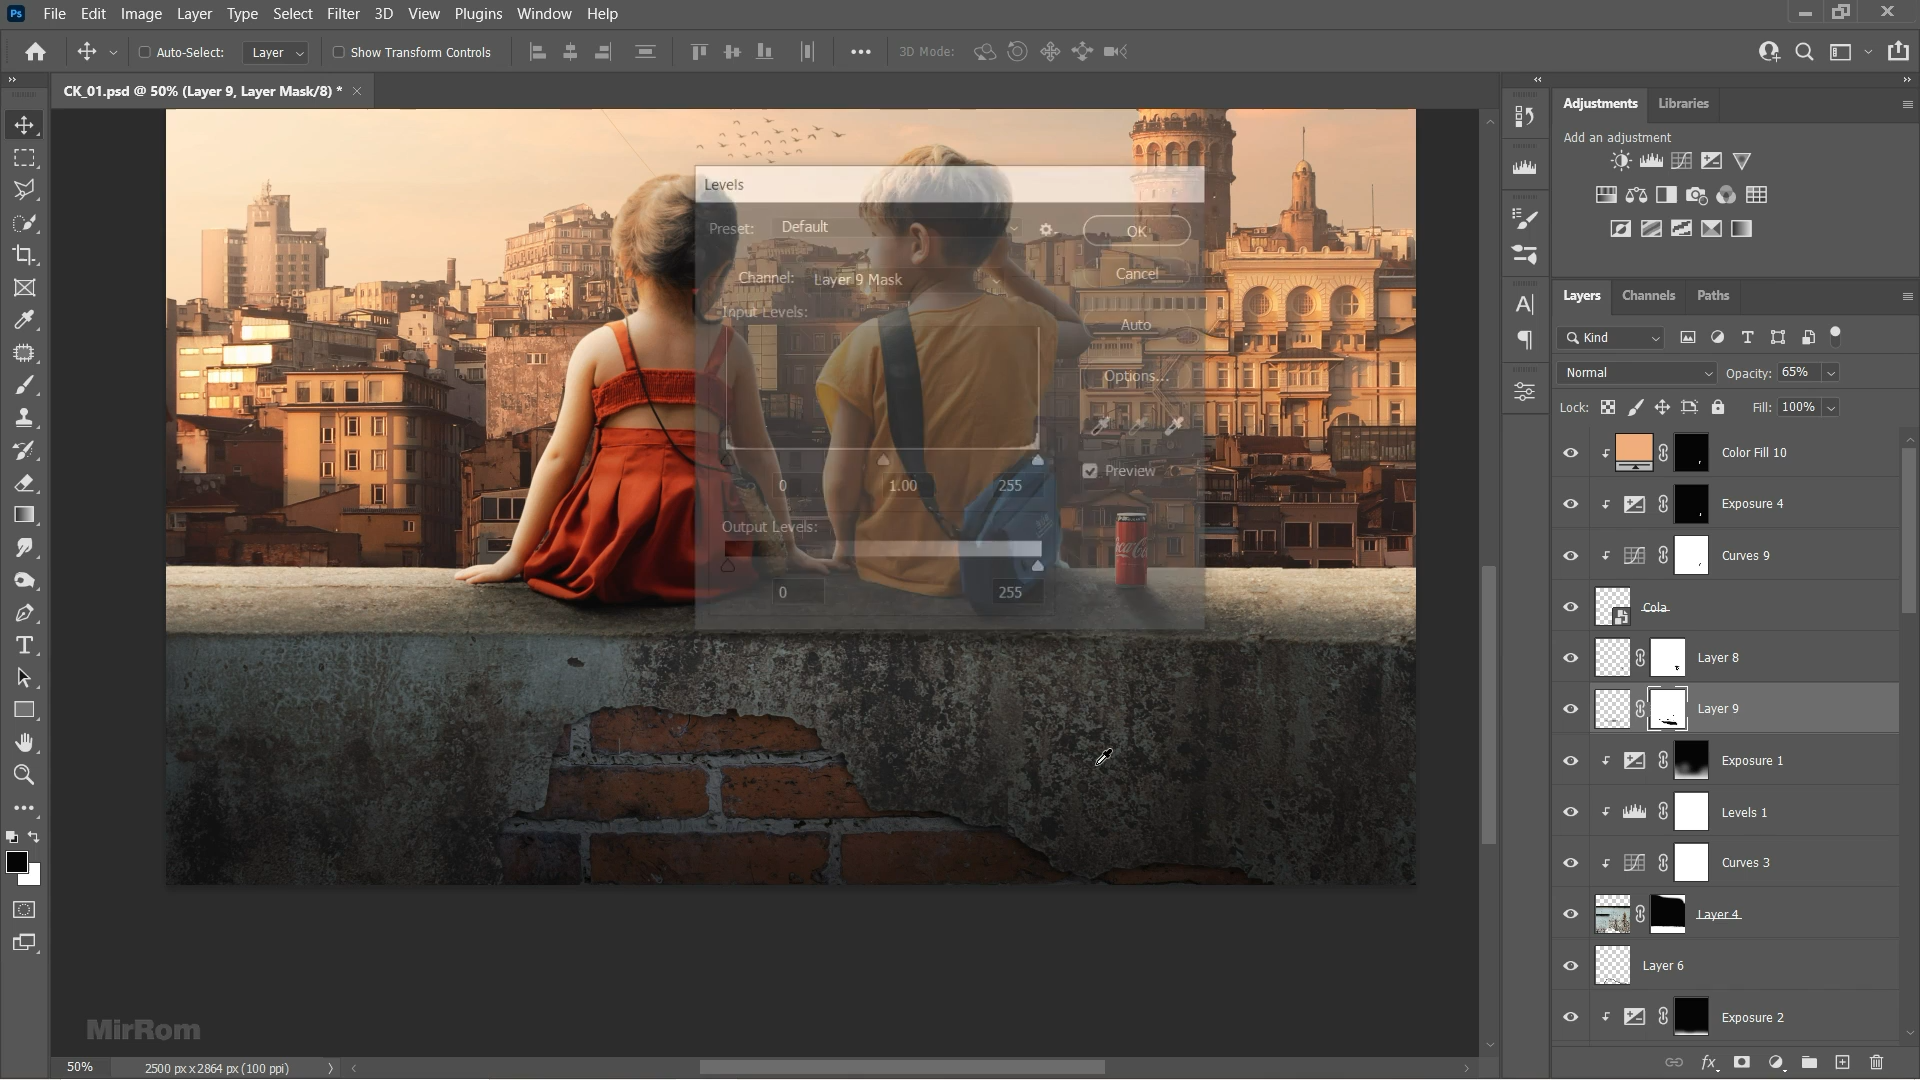 Ps File Edit Image Layer Type Select Filter 3D View Plugins Window Help
Auto-Select: Layer Show Transform Controls 3D Mode:
CK_01.psd @ 50% (Layer 9, Layer Mask/8) *
Levels
Preset: Default OK
Channel: Layer 9 Mask Cancel
Input Levels:
Auto
Options...
Preview
0 1.00 255
Output Levels:
0 255
Coca-Cola
MirRom
50% 2500 px x 2864 px (100 ppi)
Adjustments Libraries
Add an adjustment
Layers Channels Paths
Kind
Normal Opacity: 65%
Lock: Fill: 100%
Color Fill 10
Exposure 4
Curves 9
Cola
Layer 8
Layer 9
Exposure 1
Levels 1
Curves 3
Layer 4
Layer 6
Exposure 2
fx